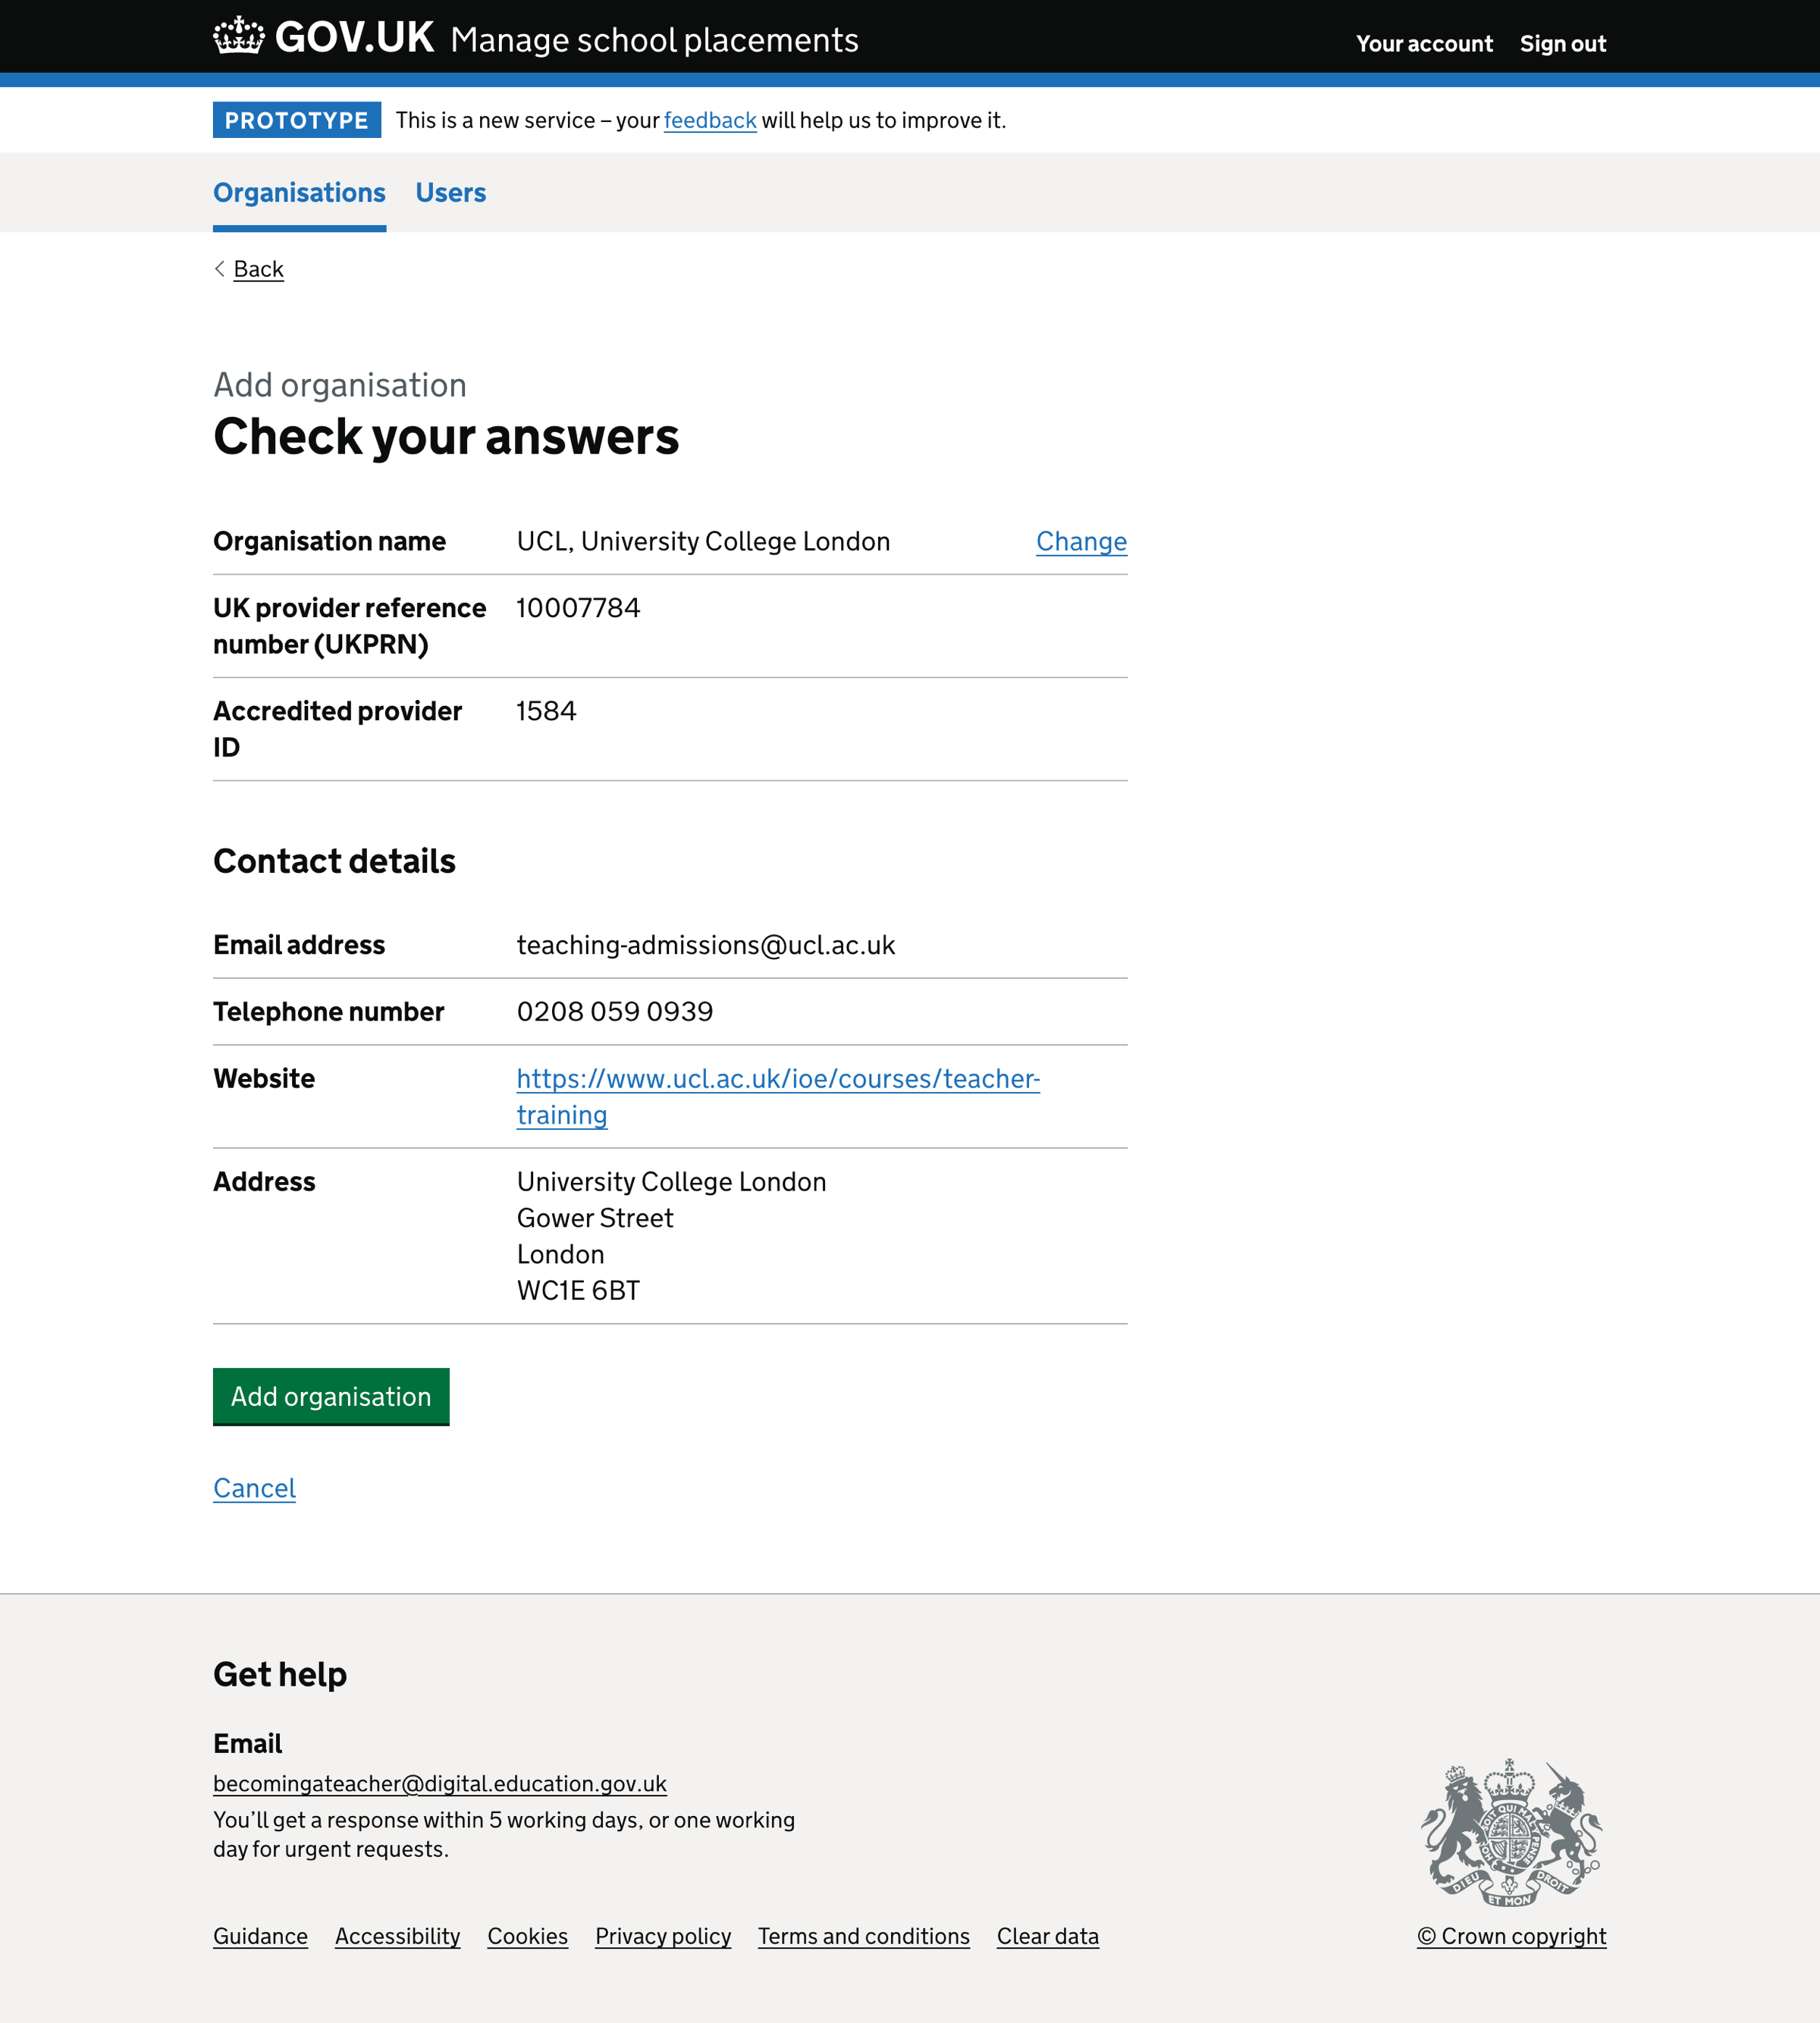 GOV.UK Manage school placements
Your account Sign out
PROTOTYPE This is a new service – your feedback will help us to improve it.
Organisations Users
Back
Add organisation
Check your answers
Organisation name UCL, University College London Change
UK provider reference 10007784
number (UKPRN)
Accredited provider 1584
ID
Contact details
Email address teaching-admissions@ucl.ac.uk
Telephone number 0208 059 0939
Website https://www.ucl.ac.uk/ioe/courses/teacher-
training
Address University College London
Gower Street
London
WC1E 6BT
Add organisation
Cancel
Get help
Email
becomingateacher@digital.education.gov.uk
You’ll get a response within 5 working days, or one working
day for urgent requests.
DIEU ET MON DROIT
Guidance Accessibility Cookies Privacy policy Terms and conditions Clear data
© Crown copyright